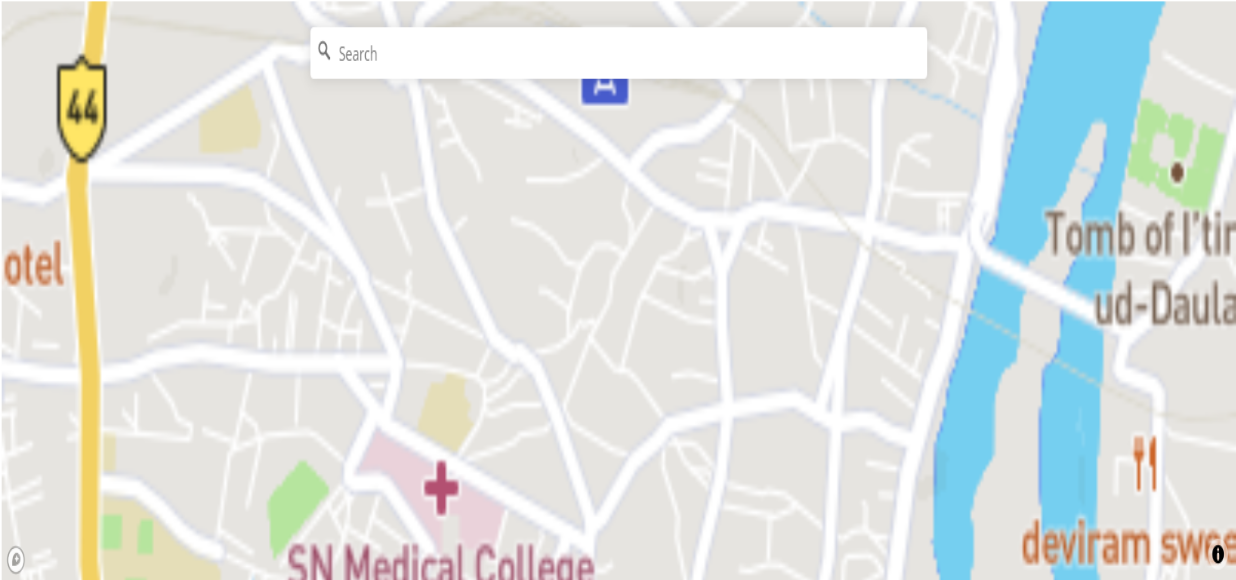 Search
44
otel
Tomb of I'tir
ud-Daula
SN Medical College
deviram swee